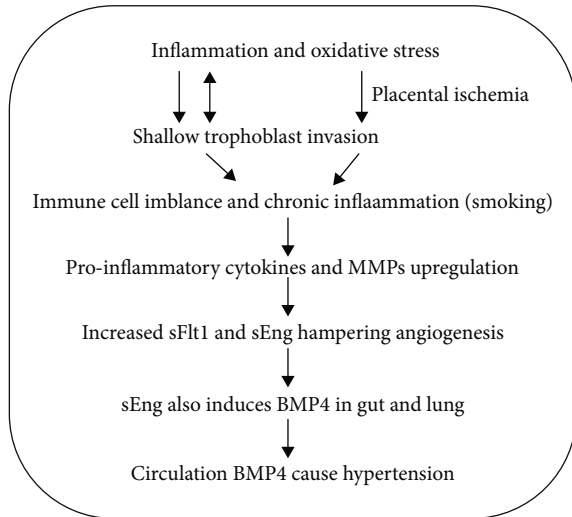 Inflammation and oxidative stress
Placental ischemia
Shallow trophoblast invasion
Immune cell imblance and chronic inflaammation (smoking)
Pro-inflammatory cytokines and MMPs upregulation
Increased sFlt1 and sEng hampering angiogenesis
sEng also induces BMP4 in gut and lung
Circulation BMP4 cause hypertension